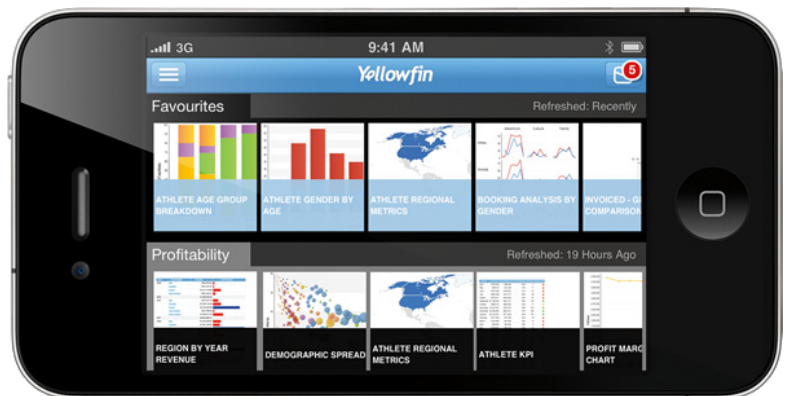 3G
9:41 AM
Yellowfin
5
Favourites
Refreshed: Recently
ATHLETE AGE GROUP
BREAKDOWN
ATHLETE GENDER BY
AGE
ATHLETE REGIONAL
METRICS
BOOKING ANALYSIS BY
GENDER
INVOICED - G
COMPARISON
Profitability
Refreshed: 19 Hours Ago
REGION BY YEAR
REVENUE
DEMOGRAPHIC SPREAD
ATHLETE REGIONAL
METRICS
ATHLETE KPI
PROFIT MARG
CHART